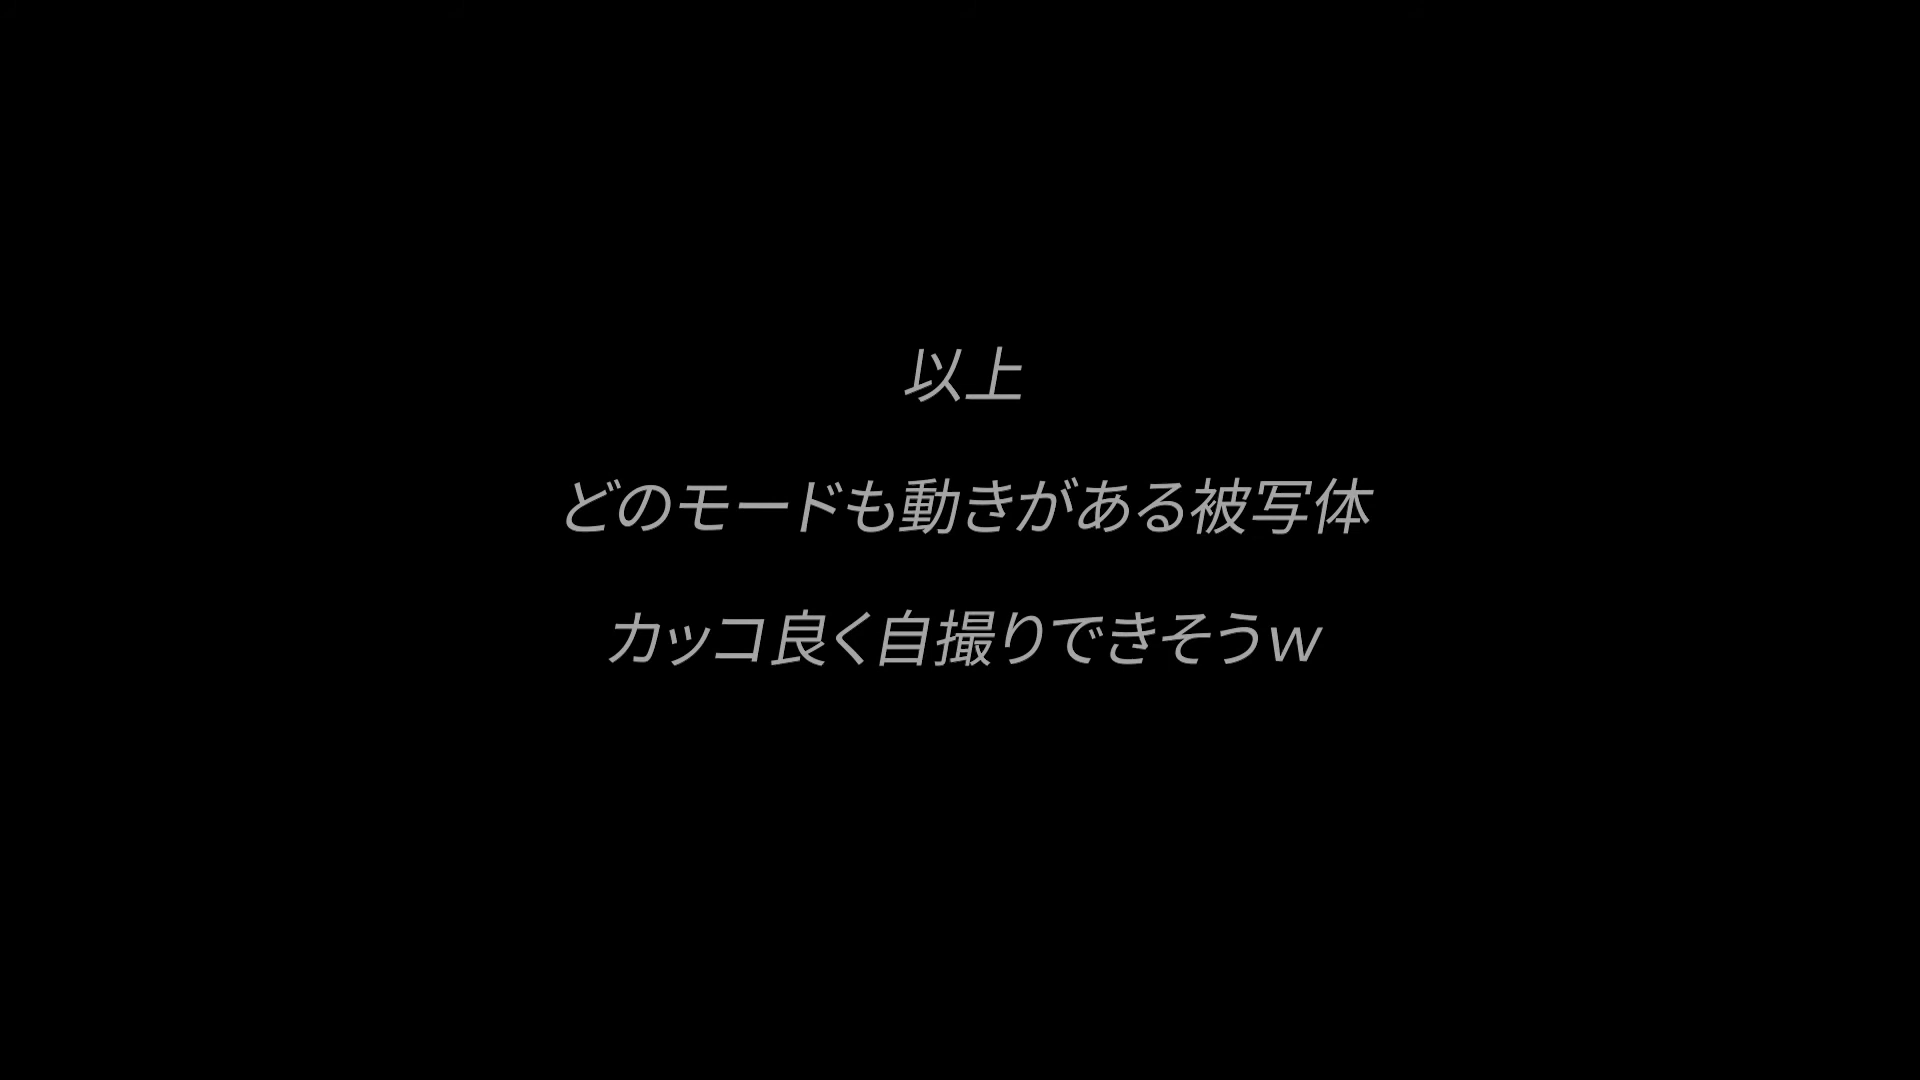 以上
どのモードも動きがある被写体
カッコ良く自撮りできそうｗ